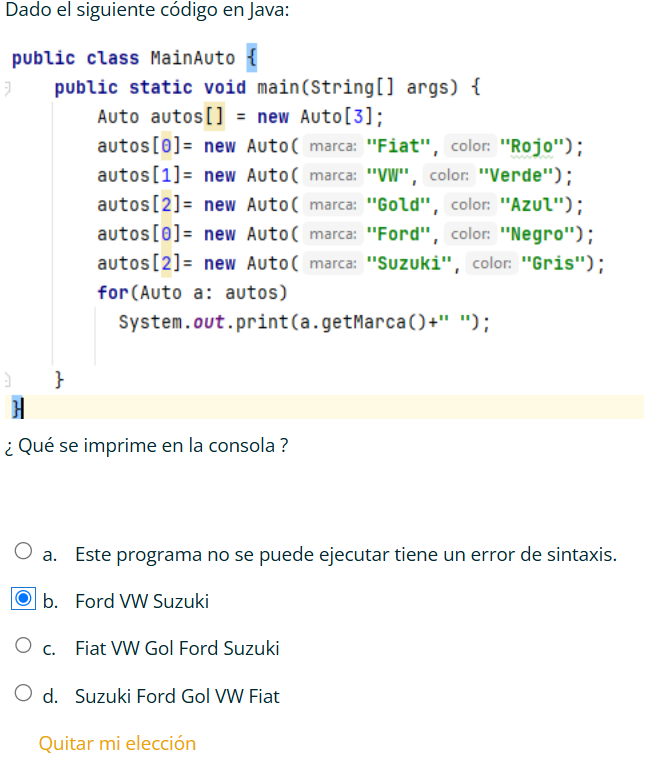 Dado el siguiente código en Java:
public class MainAuto {
public static void main(String[] args) {
Auto autos[] = new Auto[3];
autos[0]= new Auto( marca: "Fiat", color: "Rojo");
autos[1]= new Auto( marca: "VW", color: "Verde");
autos[2]= new Auto( marca: "Gold", color: "Azul");
autos[0]= new Auto( marca: "Ford", color: "Negro");
autos[2]= new Auto( marca: "Suzuki", color: "Gris");
for(Auto a: autos)
System.out.print(a.getMarca()+" ");
}
}
¿ Qué se imprime en la consola ?
a. Este programa no se puede ejecutar tiene un error de sintaxis.
b. Ford VW Suzuki
c. Fiat VW Gol Ford Suzuki
d. Suzuki Ford Gol VW Fiat
Quitar mi elección